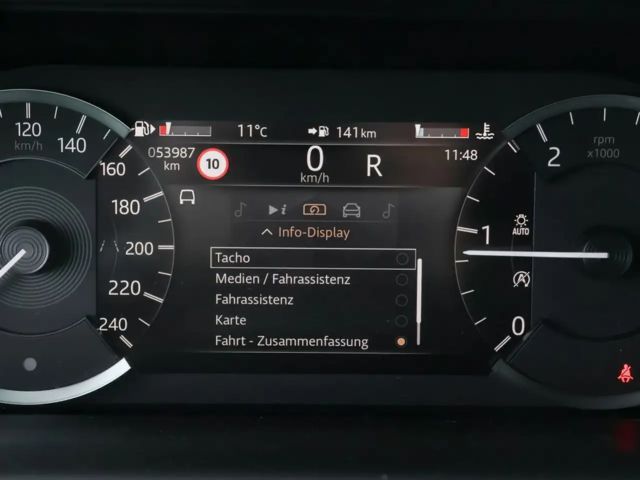 120
140
km/h
160
180
200
220
240
11°C
141 km
053987
km
10
0
km/h
R
11:48
Info-Display
Tacho
Medien / Fahrassistenz
Fahrassistenz
Karte
Fahrt - Zusammenfassung
rpm
x1000
2
1
0
AUTO
A